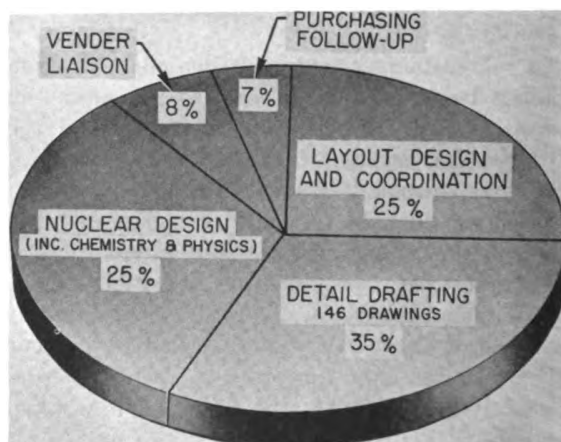 VENDER
LIAISON
8%
PURCHASING
FOLLOW-UP
7%
LAYOUT DESIGN
AND COORDINATION
25%
NUCLEAR DESIGN
(INC. CHEMISTRY & PHYSICS)
25%
DETAIL DRAFTING
146 DRAWINGS
35%